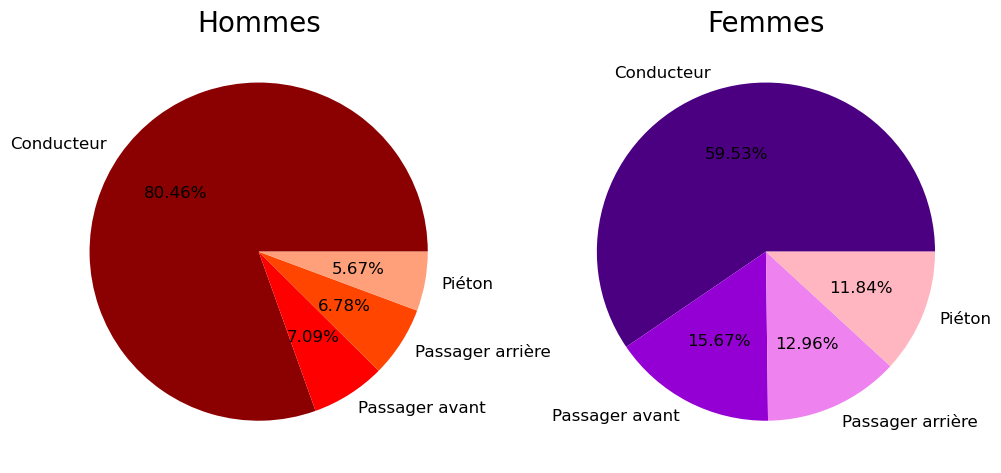 Hommes
Conducteur
80.46%
5.67%
Piéton
6.78%
7.09%
Passager arrière
Passager avant
Femmes
Conducteur
59.53%
11.84%
Piéton
15.67%
12.96%
Passager avant
Passager arrière